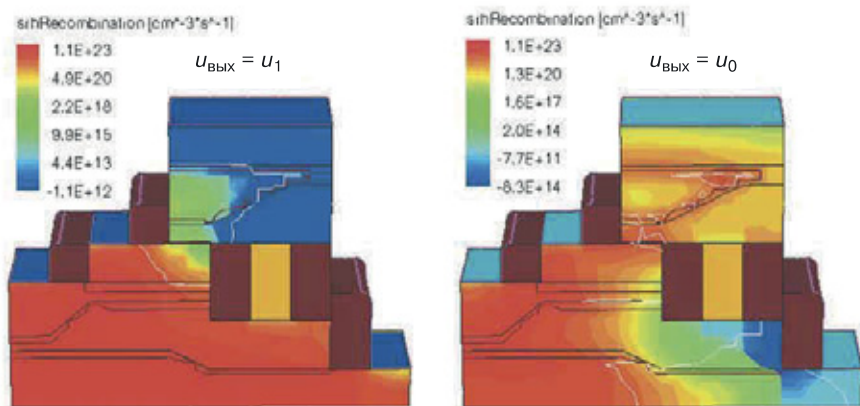 srhRecombination [cm^-3*s^-1]
1.1E+23
4.9E+20
2.2E+18
9.9E+15
4.4E+13
-1.1E+12
uвых = u1
srhRecombination [cm^-3*s^-1]
1.1E+23
1.3E+20
1.6E+17
2.0E+14
-7.7E+11
-8.3E+14
uвых = u0